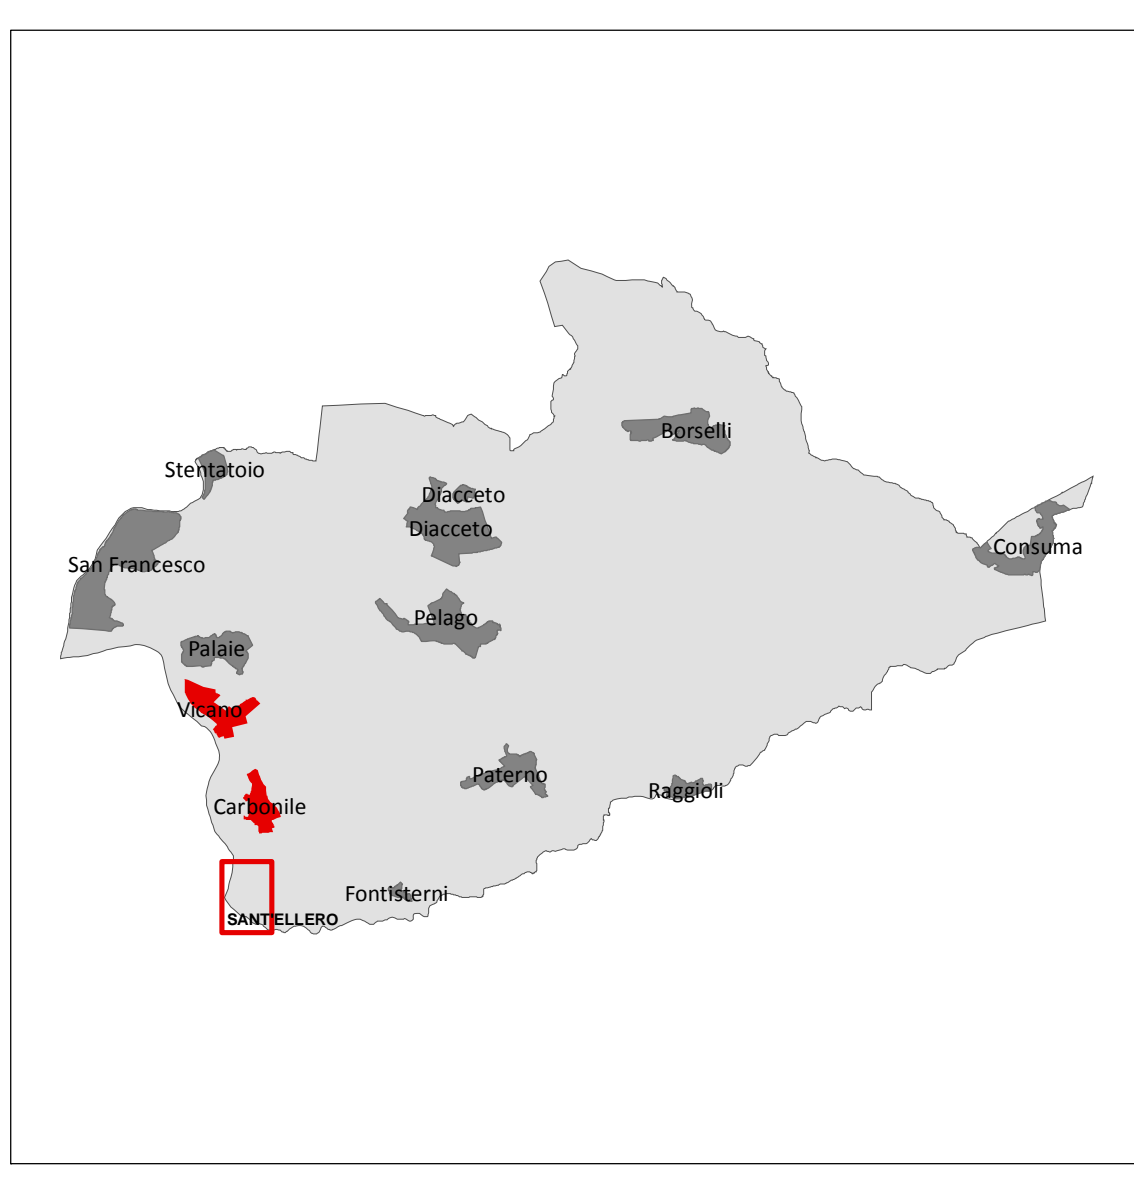 Borselli
Stentatoio
Diacceto
Diacceto
Consuma
San Francesco
Pelago
Palaie
Vicano
Paterno
Raggioli
Carbonile
Fontisterni
SANT'ELLERO